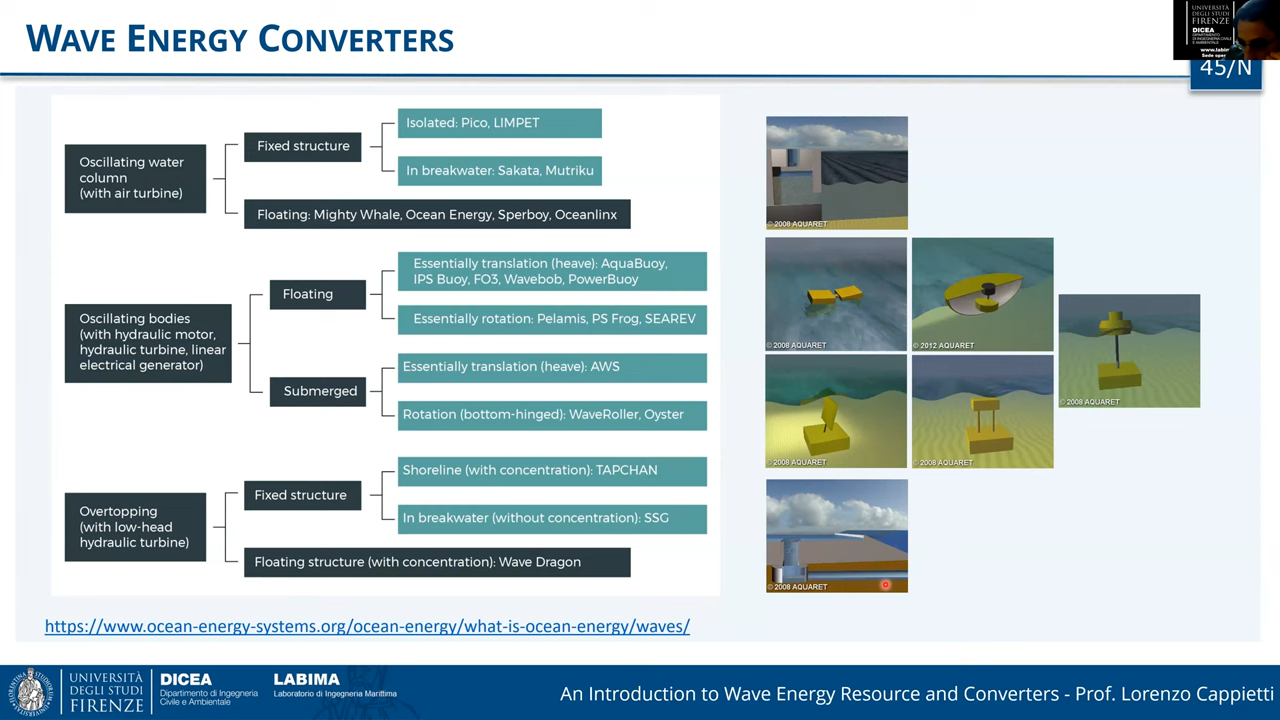 WAVE ENERGY CONVERTERS
UNIVERSITÀ
DEGLI STUDI
FIRENZE
DICEA
45/N
Oscillating water
column
(with air turbine)
Fixed structure
Isolated: Pico, LIMPET
In breakwater: Sakata, Mutriku
Floating: Mighty Whale, Ocean Energy, Sperboy, Oceanlinx
Oscillating bodies
(with hydraulic motor,
hydraulic turbine, linear
electrical generator)
Floating
Essentially translation (heave): AquaBuoy,
IPS Buoy, FO3, Wavebob, PowerBuoy
Essentially rotation: Pelamis, PS Frog, SEAREV
Submerged
Essentially translation (heave): AWS
Rotation (bottom-hinged): WaveRoller, Oyster
Overtopping
(with low-head
hydraulic turbine)
Fixed structure
Shoreline (with concentration): TAPCHAN
In breakwater (without concentration): SSG
Floating structure (with concentration): Wave Dragon
© 2008 AQUARET
© 2008 AQUARET
© 2012 AQUARET
© 2008 AQUARET
© 2008 AQUARET
© 2008 AQUARET
© 2008 AQUARET
https://www.ocean-energy-systems.org/ocean-energy/what-is-ocean-energy/waves/
UNIVERSITÀ
DEGLI STUDI
FIRENZE
DICEA
Dipartimento di Ingegneria
Civile e Ambientale
LABIMA
Laboratorio di Ingegneria Marittima
An Introduction to Wave Energy Resource and Converters - Prof. Lorenzo Cappietti